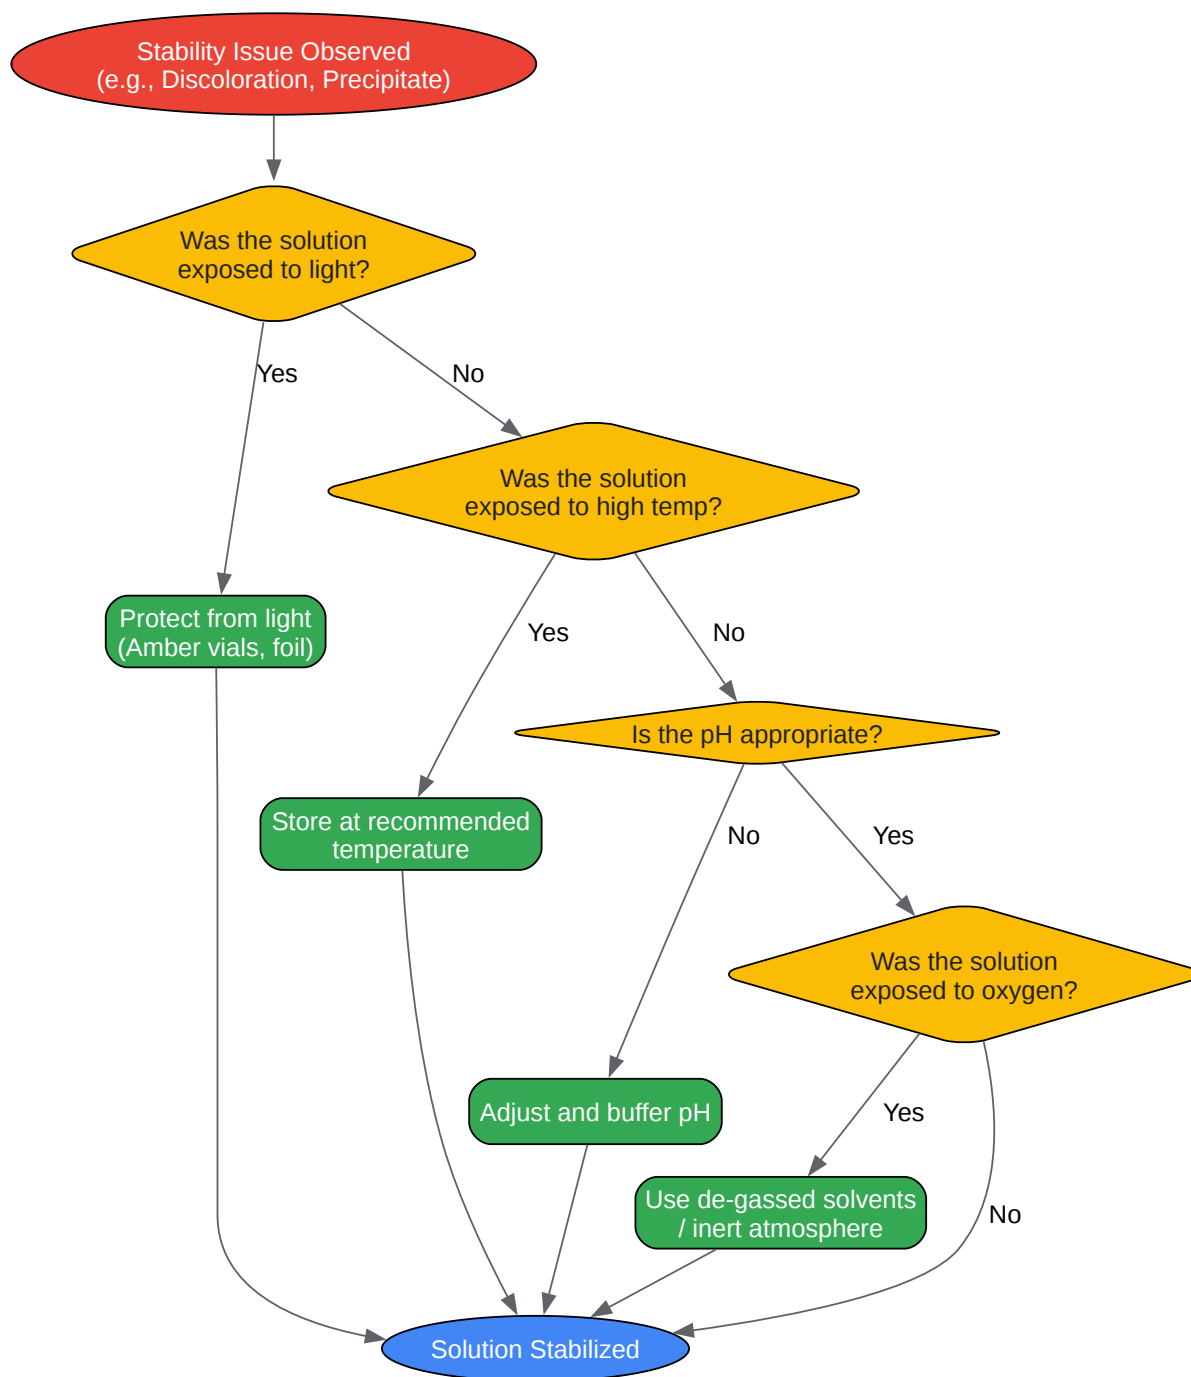 Stability Issue Observed
(e.g., Discoloration, Precipitate)
Was the solution
exposed to light?
Yes
No
Was the solution
exposed to high temp?
Protect from light
(Amber vials, foil)
Yes
No
Is the pH appropriate?
Store at recommended
temperature
No
Yes
Was the solution
exposed to oxygen?
Adjust and buffer pH
Yes
Use de-gassed solvents
/ inert atmosphere
No
Solution Stabilized